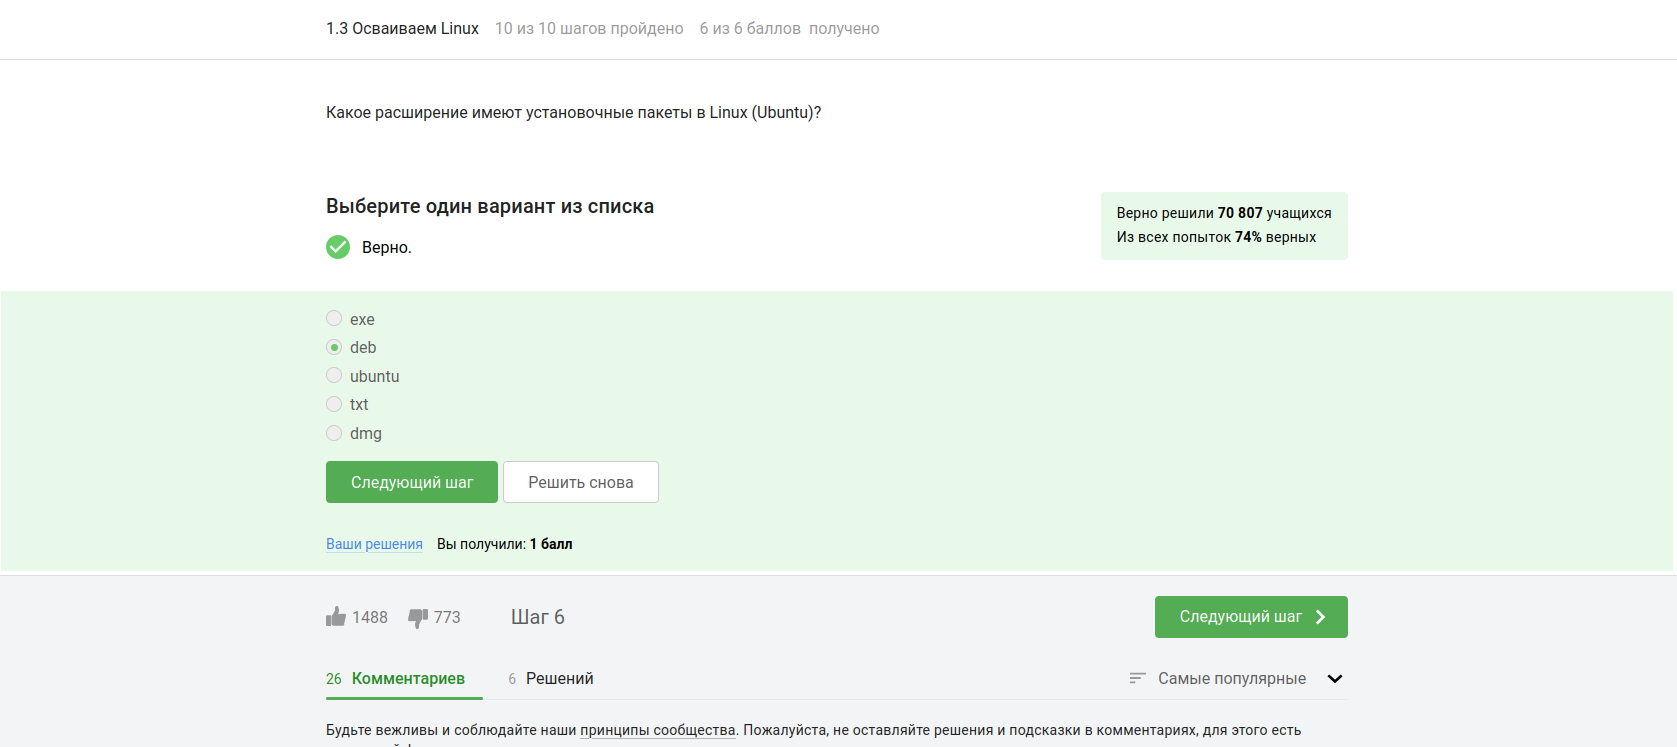 1.3 Осваиваем Linux 10 из 10 шагов пройдено 6 из 6 баллов получено
Какое расширение имеют установочные пакеты в Linux (Ubuntu)?
Выберите один вариант из списка
Верно.
Верно решили 70 807 учащихся
Из всех попыток 74% верных
exe
deb
ubuntu
txt
dmg
Следующий шаг Решить снова
Ваши решения Вы получили: 1 балл
1488 773 Шаг 6 Следующий шаг
26 Комментариев 6 Решений Самые популярные
Будьте вежливы и соблюдайте наши принципы сообщества. Пожалуйста, не оставляйте решения и подсказки в комментариях, для этого есть